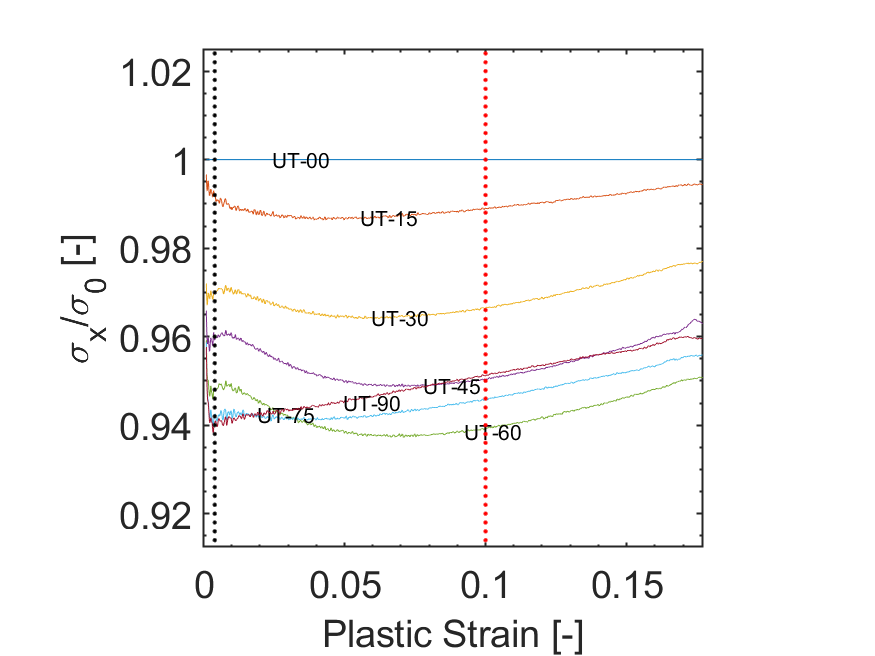 1.02
1
0.98
0.96
0.94
0.92
σx/σ0 [-]
UT-00
UT-15
UT-30
UT-45
UT-90
UT-75
UT-60
0 0.05 0.1 0.15
Plastic Strain [-]